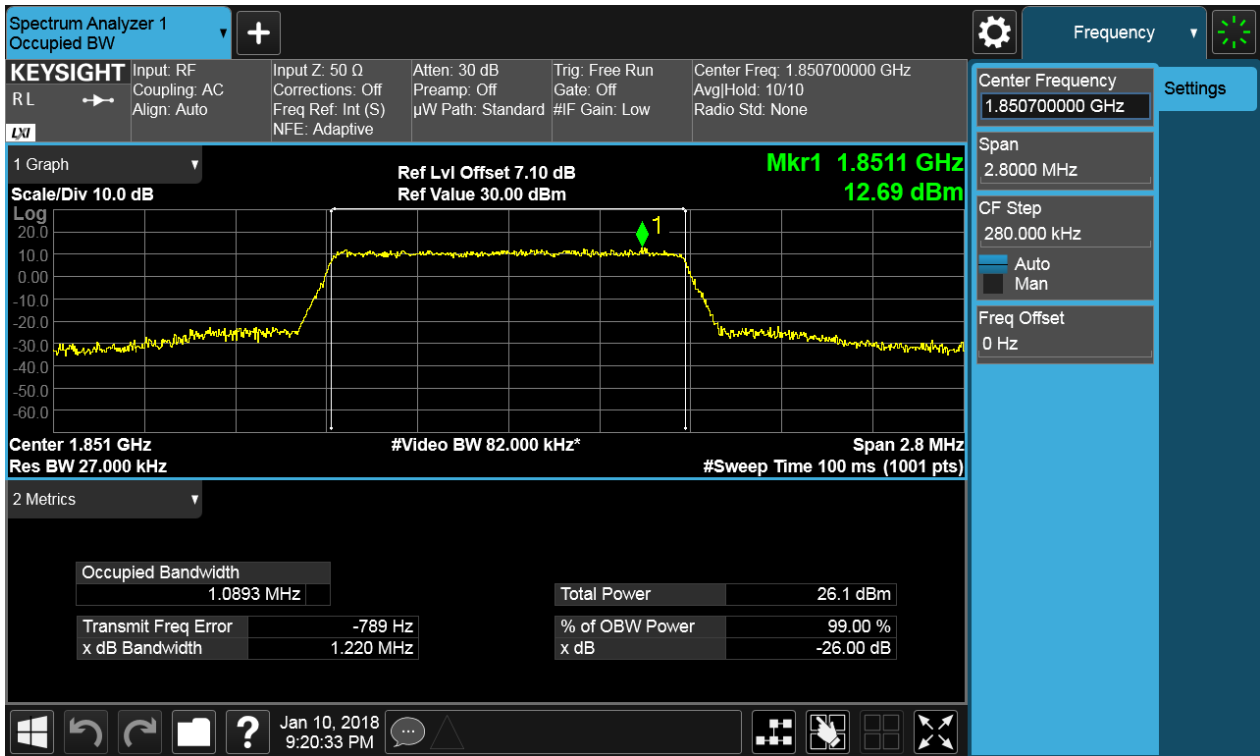 Spectrum Analyzer 1
Occupied BW
+
Frequency
KEYSIGHT
R L
LXI
Input: RF
Coupling: AC
Align: Auto
Input Z: 50 Ω
Corrections: Off
Freq Ref: Int (S)
NFE: Adaptive
Atten: 30 dB
Preamp: Off
µW Path: Standard
Trig: Free Run
Gate: Off
#IF Gain: Low
Center Freq: 1.850700000 GHz
Avg|Hold: 10/10
Radio Std: None
Center Frequency
1.850700000 GHz
Settings
Span
2.8000 MHz
CF Step
280.000 kHz
Auto
Man
Freq Offset
0 Hz
1 Graph
Scale/Div 10.0 dB
Log
Ref Lvl Offset 7.10 dB
Ref Value 30.00 dBm
Mkr1 1.8511 GHz
12.69 dBm
1
20.0
10.0
0.00
-10.0
-20.0
-30.0
-40.0
-50.0
-60.0
Center 1.851 GHz
Res BW 27.000 kHz
#Video BW 82.000 kHz*
Span 2.8 MHz
#Sweep Time 100 ms (1001 pts)
2 Metrics
Occupied Bandwidth
1.0893 MHz
Total Power 26.1 dBm
Transmit Freq Error -789 Hz
% of OBW Power 99.00 %
x dB Bandwidth 1.220 MHz
x dB -26.00 dB
?
Jan 10, 2018
9:20:33 PM